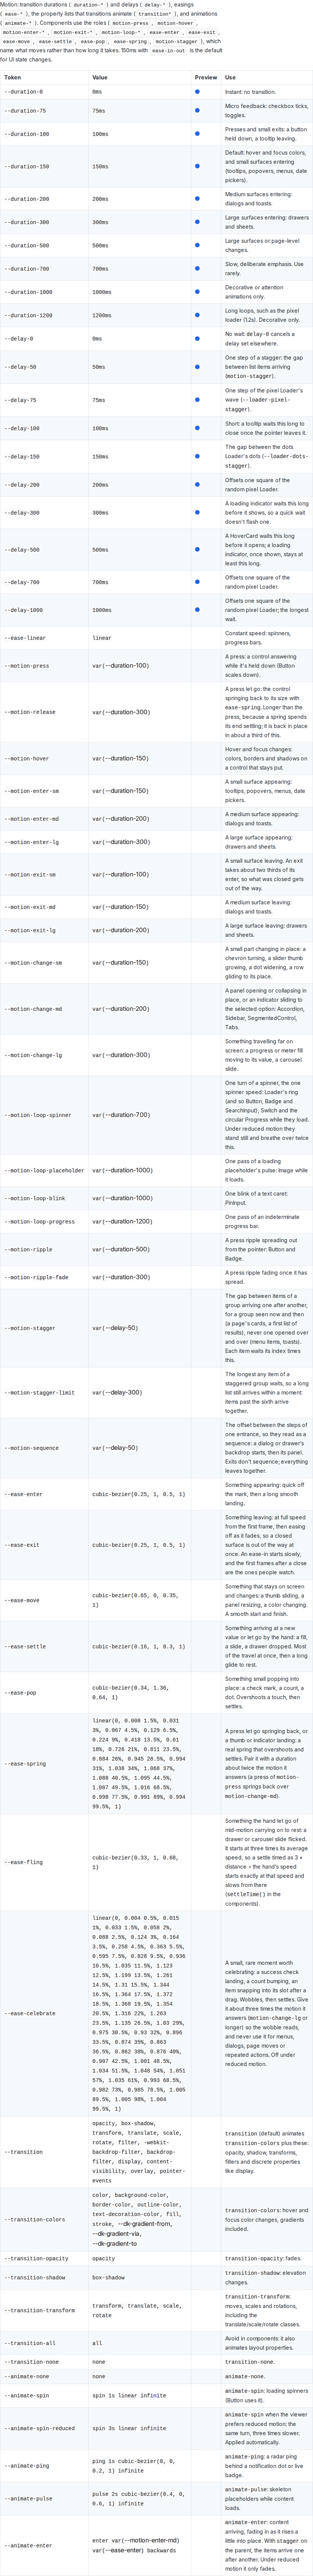 Motion: transition durations ( duration-* ) and delays ( delay-* ), easings
( ease-* ), the property lists that transitions animate ( transition* ), and animations
( animate-* ). Components use the roles ( motion-press , motion-hover ,
motion-enter-* , motion-exit-* , motion-loop-* , ease-enter , ease-exit ,
ease-move , ease-settle , ease-pop , ease-spring , motion-stagger ), which
name what moves rather than how long it takes. 150ms with ease-in-out is the default
for UI state changes.
Token Value Preview Use
--duration-0 0ms Instant: no transition.
--duration-75 75ms Micro feedback: checkbox ticks,
toggles.
--duration-100 100ms Presses and small exits: a button
held down, a tooltip leaving.
--duration-150 150ms Default: hover and focus colors,
and small surfaces entering
(tooltips, popovers, menus, date
pickers).
--duration-200 200ms Medium surfaces entering:
dialogs and toasts.
--duration-300 300ms Large surfaces entering: drawers
and sheets.
--duration-500 500ms Large surfaces or page-level
changes.
--duration-700 700ms Slow, deliberate emphasis. Use
rarely.
--duration-1000 1000ms Decorative or attention
animations only.
--duration-1200 1200ms Long loops, such as the pixel
loader (1.2s). Decorative only.
--delay-0 0ms No wait: delay-0 cancels a
delay set elsewhere.
--delay-50 50ms One step of a stagger: the gap
between list items arriving
(motion-stagger).
--delay-75 75ms One step of the pixel Loader's
wave (--loader-pixel-
stagger).
--delay-100 100ms Short: a tooltip waits this long to
close once the pointer leaves it.
--delay-150 150ms The gap between the dots
Loader's dots (--loader-dots-
stagger).
--delay-200 200ms Offsets one square of the
random pixel Loader.
--delay-300 300ms A loading indicator waits this long
before it shows, so a quick wait
doesn't flash one.
--delay-500 500ms A HoverCard waits this long
before it opens; a loading
indicator, once shown, stays at
least this long.
--delay-700 700ms Offsets one square of the
random pixel Loader.
--delay-1000 1000ms Offsets one square of the
random pixel Loader; the longest
wait.
--ease-linear linear Constant speed: spinners,
progress bars.
--motion-press var(--duration-100) A press: a control answering
while it's held down (Button
scales down).
--motion-release var(--duration-300) A press let go: the control
springing back to its size with
ease-spring. Longer than the
press, because a spring spends
its end settling; it is back in place
in about a third of this.
--motion-hover var(--duration-150) Hover and focus changes:
colors, borders and shadows on
a control that stays put.
--motion-enter-sm var(--duration-150) A small surface appearing:
tooltips, popovers, menus, date
pickers.
--motion-enter-md var(--duration-200) A medium surface appearing:
dialogs and toasts.
--motion-enter-lg var(--duration-300) A large surface appearing:
drawers and sheets.
--motion-exit-sm var(--duration-100) A small surface leaving. An exit
takes about two thirds of its
enter, so what was closed gets
out of the way.
--motion-exit-md var(--duration-150) A medium surface leaving:
dialogs and toasts.
--motion-exit-lg var(--duration-200) A large surface leaving: drawers
and sheets.
--motion-change-sm var(--duration-150) A small part changing in place: a
chevron turning, a slider thumb
growing, a dot widening, a row
gliding to its place.
--motion-change-md var(--duration-200) A panel opening or collapsing in
place, or an indicator sliding to
the selected option: Accordion,
Sidebar, SegmentedControl,
Tabs.
--motion-change-lg var(--duration-300) Something travelling far on
screen: a progress or meter fill
moving to its value, a carousel
slide.
--motion-loop-spinner var(--duration-700) One turn of a spinner, the one
spinner speed: Loader's ring
(and so Button, Badge and
SearchInput), Switch and the
circular Progress while they load.
Under reduced motion they
stand still and breathe over twice
this.
--motion-loop-placeholder var(--duration-1000) One pass of a loading
placeholder's pulse: Image while
it loads.
--motion-loop-blink var(--duration-1000) One blink of a text caret:
PinInput.
--motion-loop-progress var(--duration-1200) One pass of an indeterminate
progress bar.
--motion-ripple var(--duration-500) A press ripple spreading out
from the pointer: Button and
Badge.
--motion-ripple-fade var(--duration-300) A press ripple fading once it has
spread.
--motion-stagger var(--delay-50) The gap between items of a
group arriving one after another,
for a group seen now and then
(a page's cards, a first list of
results), never one opened over
and over (menu items, toasts).
Each item waits its index times
this.
--motion-stagger-limit var(--delay-300) The longest any item of a
staggered group waits, so a long
list still arrives within a moment:
items past the sixth arrive
together.
--motion-sequence var(--delay-50) The offset between the steps of
one entrance, so they read as a
sequence: a dialog or drawer's
backdrop starts, then its panel.
Exits don't sequence; everything
leaves together.
--ease-enter cubic-bezier(0.25, 1, 0.5, 1) Something appearing: quick off
the mark, then a long smooth
landing.
--ease-exit cubic-bezier(0.25, 1, 0.5, 1) Something leaving: at full speed
from the first frame, then easing
off as it fades, so a closed
surface is out of the way at
once. An ease-in starts slowly,
and the first frames after a close
are the ones people watch.
--ease-move cubic-bezier(0.65, 0, 0.35,
1) Something that stays on screen
and changes: a thumb sliding, a
panel resizing, a color changing.
A smooth start and finish.
--ease-settle cubic-bezier(0.16, 1, 0.3, 1) Something arriving at a new
value or let go by the hand: a fill,
a slide, a drawer dropped. Most
of the travel at once, then a long
glide to rest.
--ease-pop cubic-bezier(0.34, 1.36,
0.64, 1) Something small popping into
place: a check mark, a count, a
dot. Overshoots a touch, then
settles.
--ease-spring linear(0, 0.008 1.5%, 0.031
3%, 0.067 4.5%, 0.129 6.5%,
0.224 9%, 0.418 13.5%, 0.61
18%, 0.726 21%, 0.811 23.5%,
0.884 26%, 0.945 28.5%, 0.994
31%, 1.038 34%, 1.068 37%,
1.088 40.5%, 1.095 44.5%,
1.087 49.5%, 1.016 68.5%,
0.998 77.5%, 0.991 89%, 0.994
99.5%, 1) A press let go springing back, or
a thumb or indicator landing: a
real spring that overshoots and
settles. Pair it with a duration
about twice the motion it
answers (a press of motion-
press springs back over
motion-change-md).
--ease-fling cubic-bezier(0.33, 1, 0.68,
1) Something the hand let go of
mid-motion carrying on to rest: a
drawer or carousel slide flicked.
It starts at three times its average
speed, so a settle timed as 3 ×
distance ÷ the hand's speed
starts exactly at that speed and
slows from there
(settleTime() in the
components).
--ease-celebrate linear(0, 0.004 0.5%, 0.015
1%, 0.033 1.5%, 0.058 2%,
0.088 2.5%, 0.124 3%, 0.164
3.5%, 0.258 4.5%, 0.363 5.5%,
0.595 7.5%, 0.828 9.5%, 0.936
10.5%, 1.035 11.5%, 1.123
12.5%, 1.199 13.5%, 1.261
14.5%, 1.31 15.5%, 1.344
16.5%, 1.364 17.5%, 1.372
18.5%, 1.368 19.5%, 1.354
20.5%, 1.316 22%, 1.263
23.5%, 1.135 26.5%, 1.03 29%,
0.975 30.5%, 0.93 32%, 0.896
33.5%, 0.874 35%, 0.863
36.5%, 0.862 38%, 0.876 40%,
0.907 42.5%, 1.001 48.5%,
1.034 51.5%, 1.048 54%, 1.051
57%, 1.035 61%, 0.993 68.5%,
0.982 73%, 0.985 78.5%, 1.005
89.5%, 1.005 98%, 1.004
99.5%, 1) A small, rare moment worth
celebrating: a success check
landing, a count bumping, an
item snapping into its slot after a
drag. Wobbles, then settles. Give
it about three times the motion it
answers (motion-change-lg
or longer) so the wobble reads,
and never use it for menus,
dialogs, page moves or
repeated actions. Off under
reduced motion.
--transition opacity, box-shadow,
transform, translate, scale,
rotate, filter, -webkit-
backdrop-filter, backdrop-
filter, display, content-
visibility, overlay, pointer-
events transition (default) animates
transition-colors plus these:
opacity, shadow, transforms,
filters and discrete properties
like display.
--transition-colors color, background-color,
border-color, outline-color,
text-decoration-color, fill,
stroke, --dk-gradient-from,
--dk-gradient-via,
--dk-gradient-to transition-colors: hover and
focus color changes, gradients
included.
--transition-opacity opacity transition-opacity: fades.
--transition-shadow box-shadow transition-shadow: elevation
changes.
--transition-transform transform, translate, scale,
rotate transition-transform:
moves, scales and rotations,
including the
translate/scale/rotate classes.
--transition-all all Avoid in components: it also
animates layout properties.
--transition-none none transition-none.
--animate-none none animate-none.
--animate-spin spin 1s linear infinite animate-spin: loading spinners
(Button uses it).
--animate-spin-reduced spin 3s linear infinite animate-spin when the viewer
prefers reduced motion: the
same turn, three times slower.
Applied automatically.
--animate-ping ping 1s cubic-bezier(0, 0,
0.2, 1) infinite animate-ping: a radar ping
behind a notification dot or live
badge.
--animate-pulse pulse 2s cubic-bezier(0.4, 0,
0.6, 1) infinite animate-pulse: skeleton
placeholders while content
loads.
--animate-enter enter var(--motion-enter-md)
var(--ease-enter) backwards animate-enter: content
arriving, fading in as it rises a
little into place. With stagger on
the parent, the items arrive one
after another. Under reduced
motion it only fades.